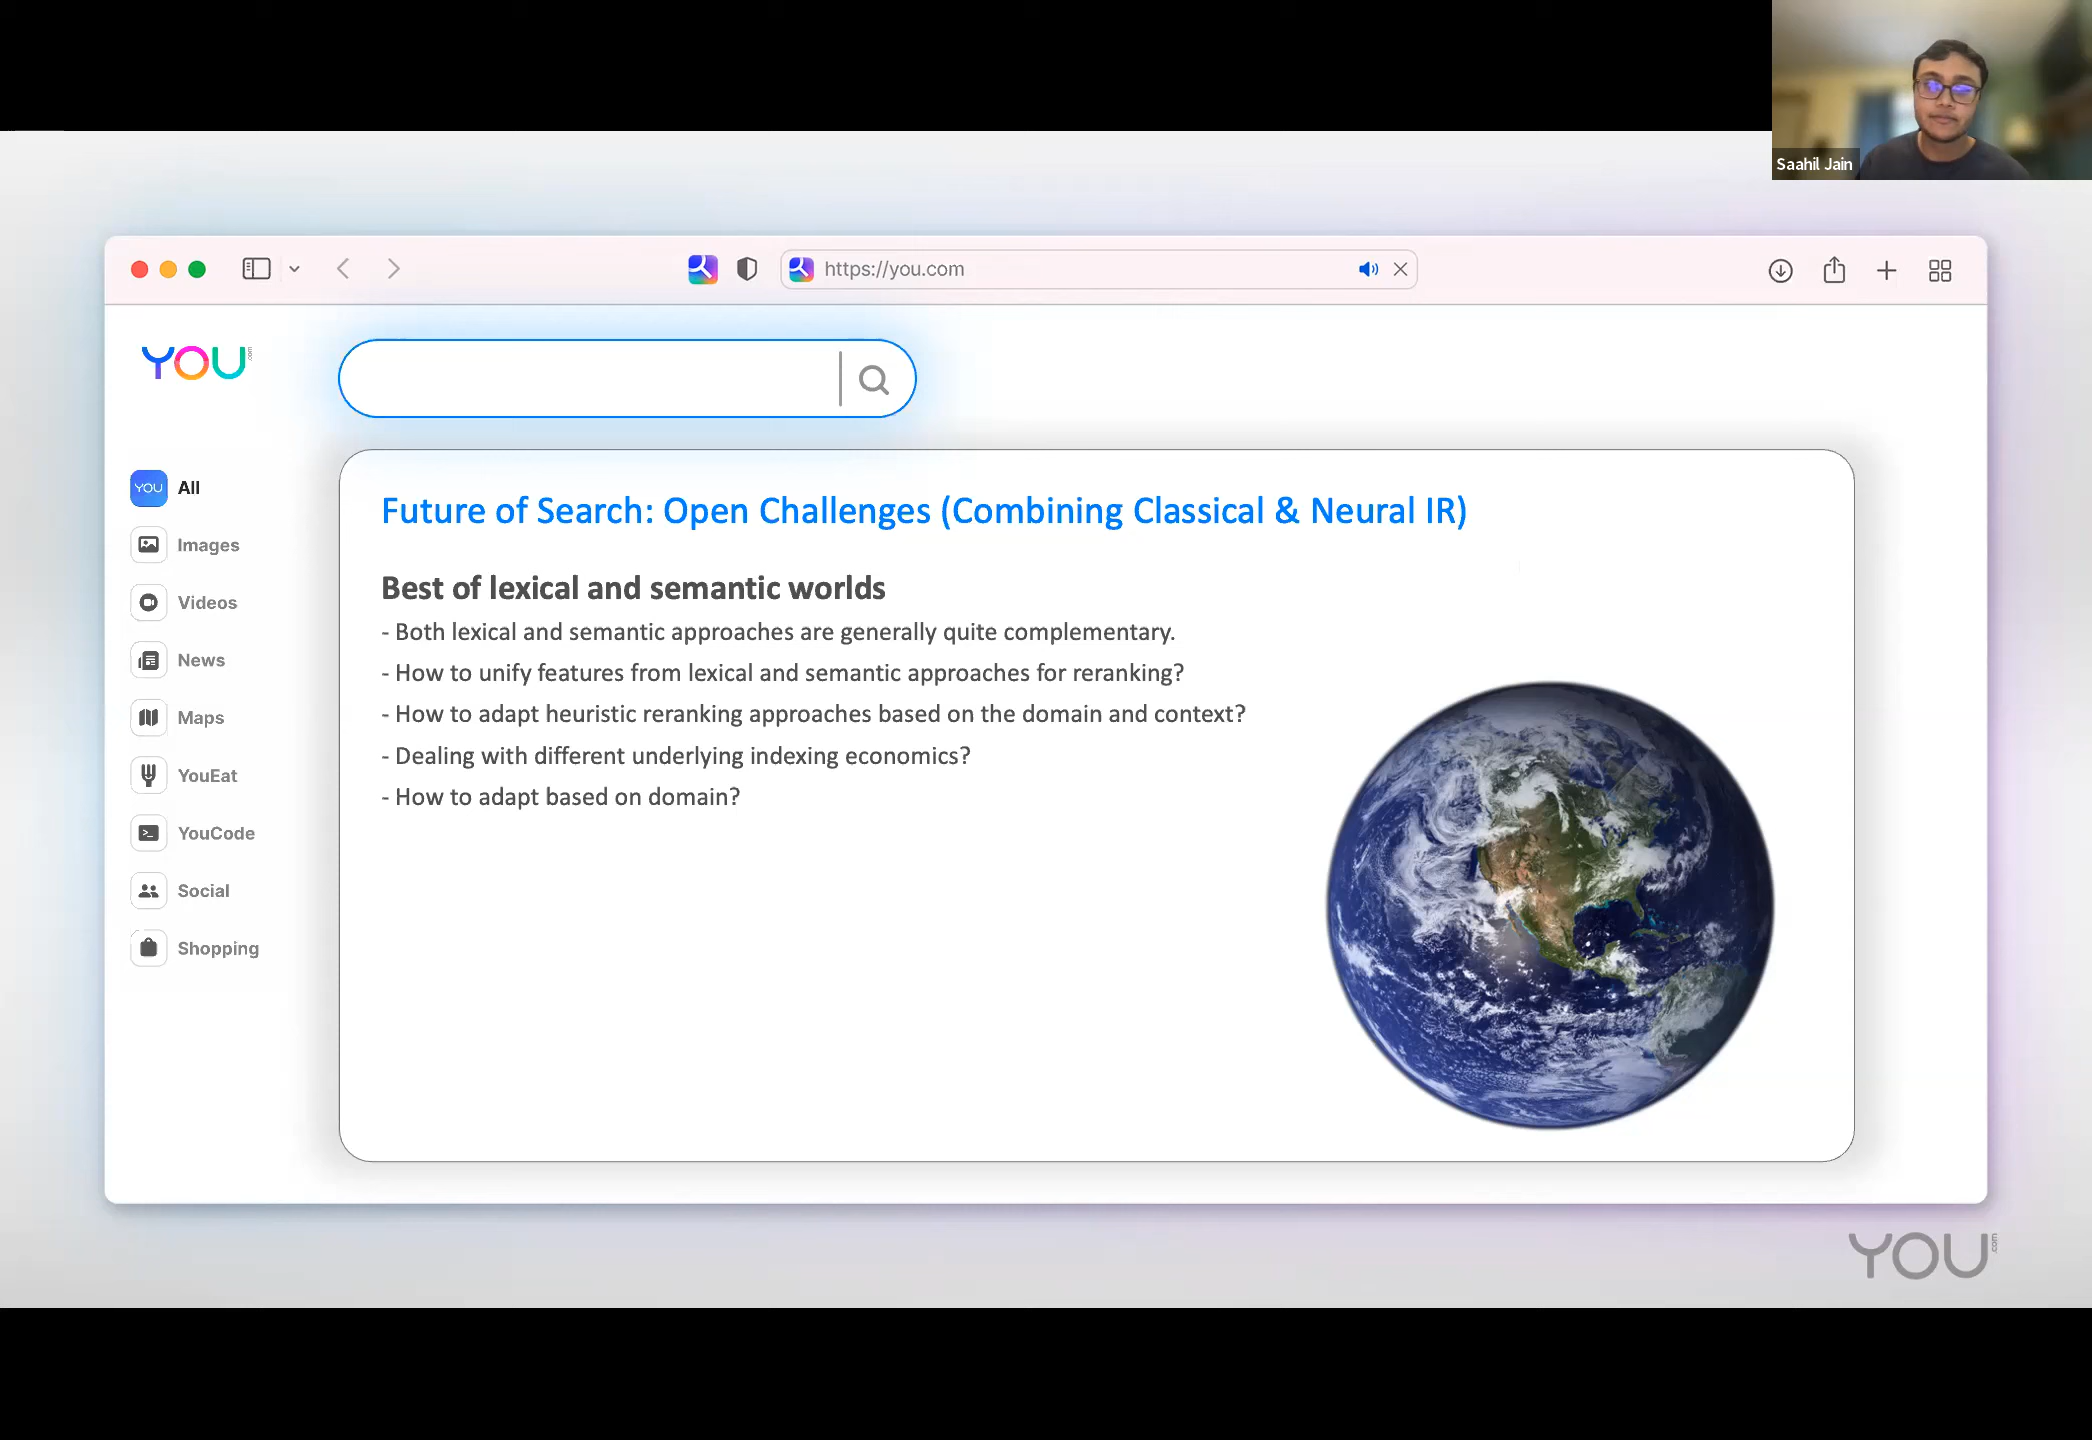 Saahil Jain
https://you.com
YOU.com
YOU All
Images
Videos
News
Maps
YouEat
YouCode
Social
Shopping
Future of Search: Open Challenges (Combining Classical & Neural IR)
Best of lexical and semantic worlds
- Both lexical and semantic approaches are generally quite complementary.
- How to unify features from lexical and semantic approaches for reranking?
- How to adapt heuristic reranking approaches based on the domain and context?
- Dealing with different underlying indexing economics?
- How to adapt based on domain?
YOU.com